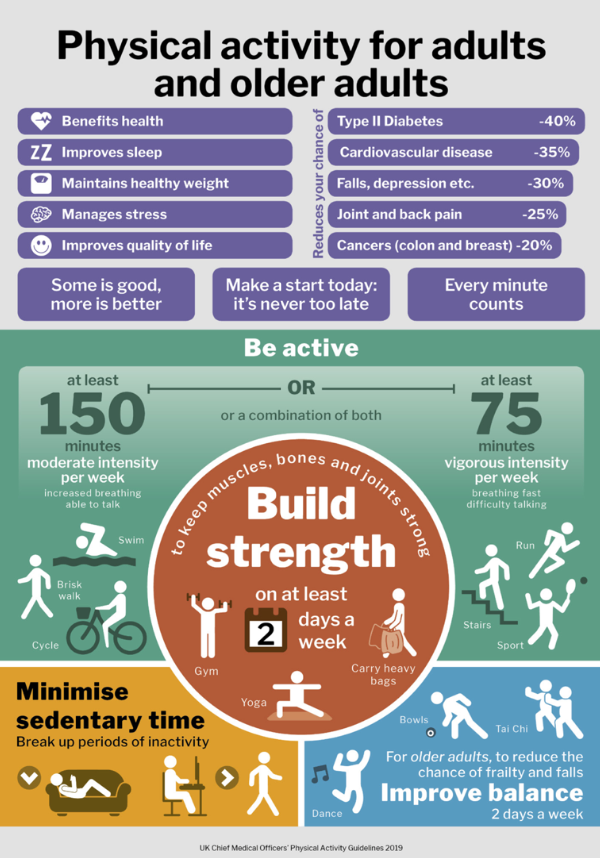 Physical activity for adults
and older adults
Benefits health
ZZ Improves sleep
Maintains healthy weight
Manages stress
Improves quality of life
Reduces your chance of
Type II Diabetes -40%
Cardiovascular disease -35%
Falls, depression etc. -30%
Joint and back pain -25%
Cancers (colon and breast) -20%
Some is good,
more is better
Make a start today:
it's never too late
Every minute
counts
Be active
at least
150
minutes
moderate intensity
per week
increased breathing
able to talk
OR
or a combination of both
at least
75
minutes
vigorous intensity
per week
breathing fast
difficulty talking
Swim
Brisk
walk
Cycle
to keep muscles, bones and joints strong
Build
strength
on at least
2
days a
week
Gym
Yoga
Carry heavy
bags
Run
Stairs
Sport
Minimise
sedentary time
Break up periods of inactivity
Bowls
Tai Chi
Dance
For older adults, to reduce the
chance of frailty and falls
Improve balance
2 days a week
UK Chief Medical Officers' Physical Activity Guidelines 2019